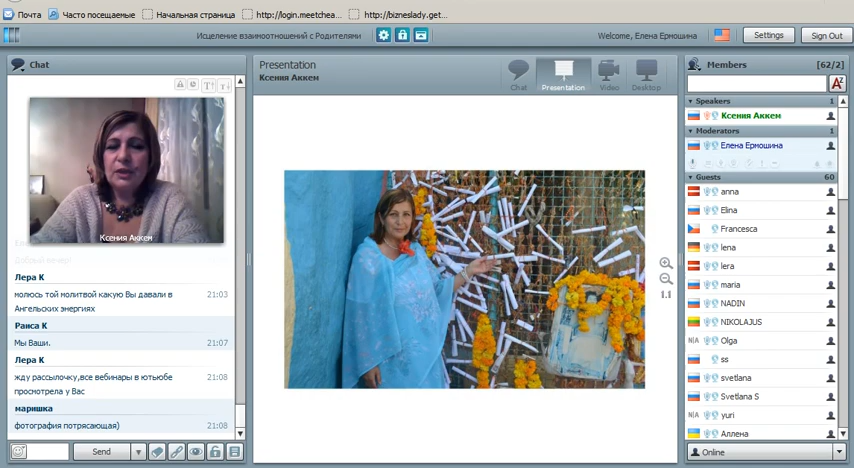 Почта
Часто посещаемые
Начальная страница
http://login.meetchea...
http://bizneslady.get...
Исцеление взаимоотношений с Родителями
Welcome, Елена Ермошина
Settings
Sign Out
Chat
Ксения Аккем
Добрый вечер!
Лера К
молюсь той молитвой какую Вы давали в
Ангельских энергиях
21:03
Раиса К
Мы Ваши.
21:07
Лера К
жду рассылочку,все вебинары в ютьюбе
просмотрела у Вас
21:08
маришка
фотография потрясающая)
21:08
Send
Presentation
Ксения Аккем
Chat
Presentation
Video
Desktop
1.1
Members
[62/2]
Speakers
1
Ксения Аккем
Moderators
1
Елена Ермошина
Guests
60
anna
Elina
Francesca
lena
lera
maria
NADIN
NIKOLAJUS
N/A Olga
ss
svetlana
Svetlana S
N/A yuri
Аллена
Online